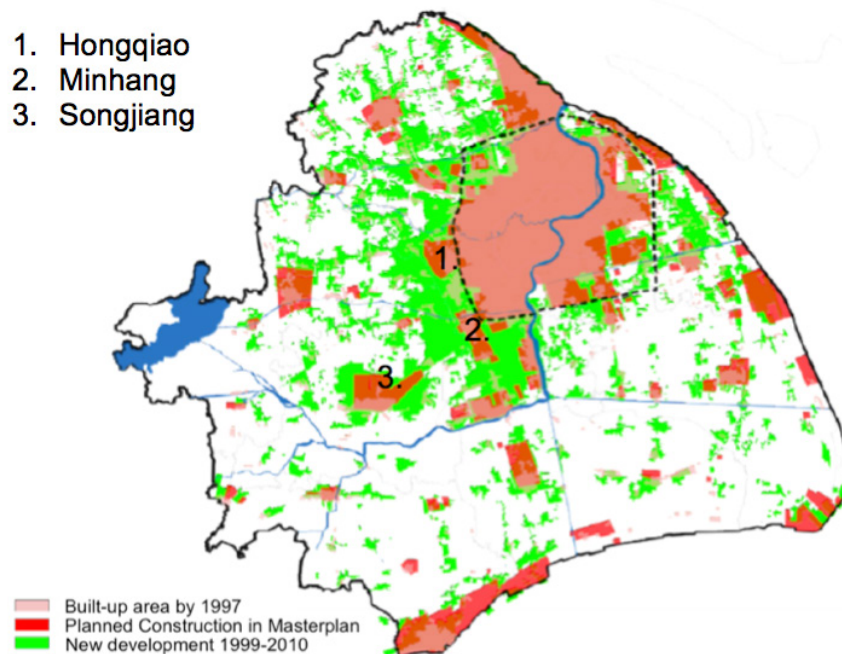 1. Hongqiao
2. Minhang
3. Songjiang
1.
2.
3.
Built-up area by 1997
Planned Construction in Masterplan
New development 1999-2010